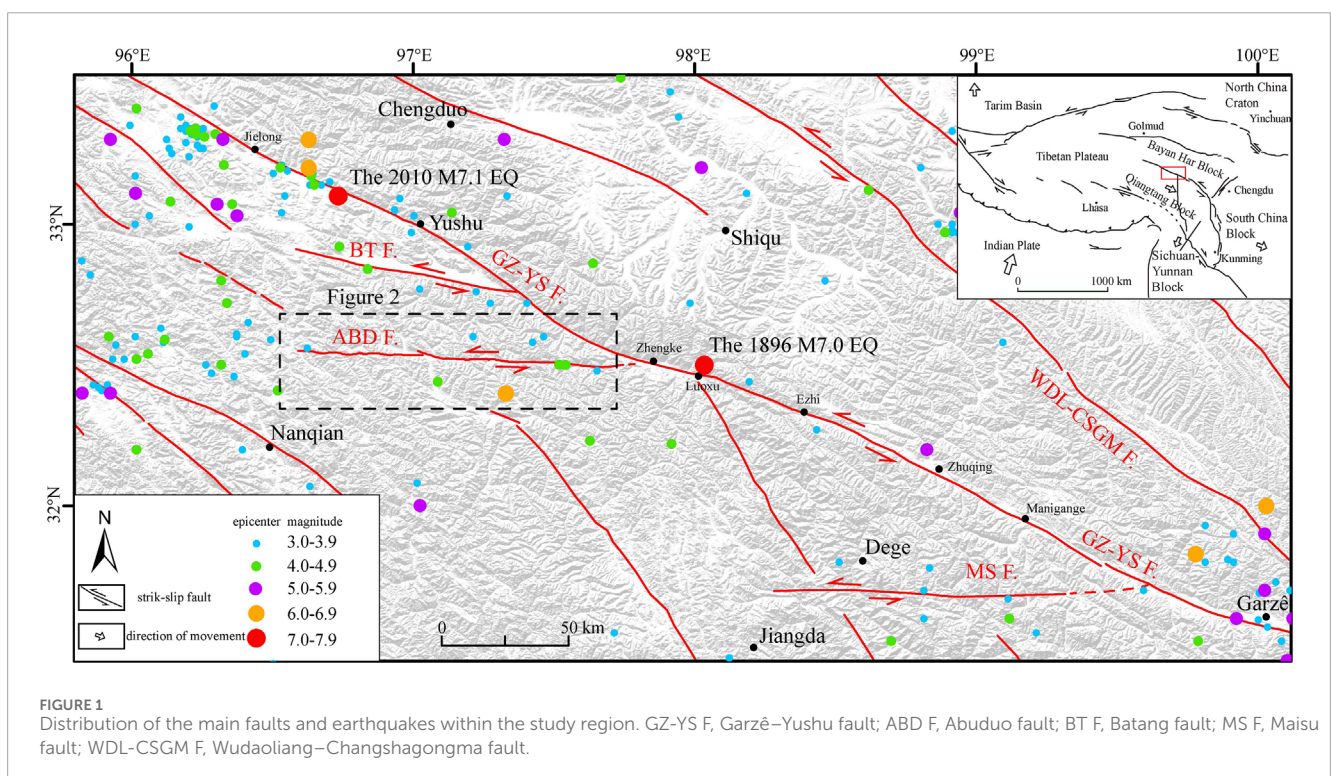 96°E
97°E
98°E
99°E
100°E
33°N
32°N
Chengduo
Jielong
The 2010 M7.1 EQ
Yushu
Shiqu
BT F.
GZ-YS F.
Figure 2
ABD F.
Zhengke
The 1896 M7.0 EQ
Luoxu
Ezhi
WDL-CSGM F.
Nanqian
Zhuqing
Manigange
Dege
GZ-YS F.
MS F.
Garzê
Jiangda
0 50 km
N
epicenter magnitude
3.0-3.9
4.0-4.9
5.0-5.9
6.0-6.9
7.0-7.9
strik-slip fault
direction of movement
Tarim Basin
North China
Craton
Yinchuan
Golmud
Bayan Har Block
Tibetan Plateau
Qiangtang Block
Chengdu
Lhasa
South China
Block
Indian Plate
Kunming
Sichuan-
Yunnan
Block
0 1000 km
FIGURE 1
Distribution of the main faults and earthquakes within the study region. GZ-YS F, Garzê–Yushu fault; ABD F, Abuduo fault; BT F, Batang fault; MS F, Maisu
fault; WDL-CSGM F, Wudaoliang–Changshagongma fault.